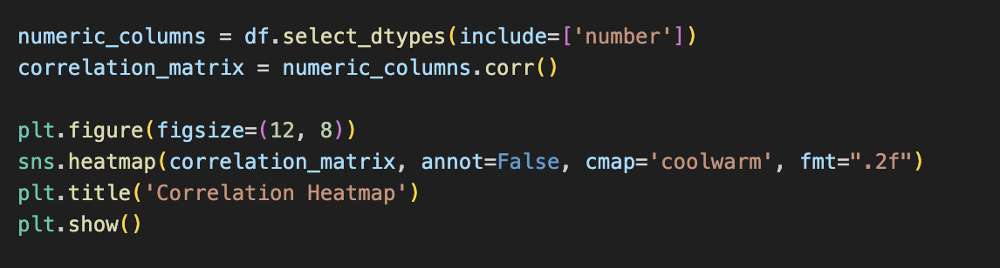 numeric_columns = df.select_dtypes(include=['number'])
correlation_matrix = numeric_columns.corr()

plt.figure(figsize=(12, 8))
sns.heatmap(correlation_matrix, annot=False, cmap='coolwarm', fmt=".2f")
plt.title('Correlation Heatmap')
plt.show()